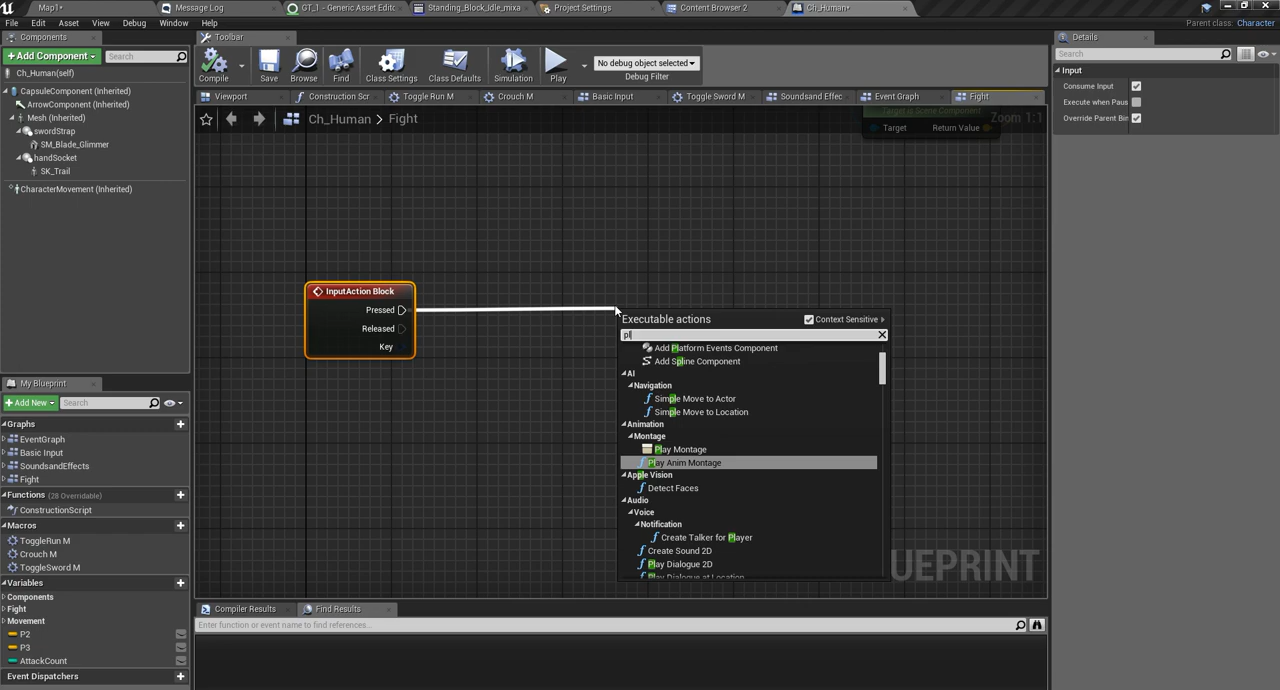 Map1•
Message Log
GT_1 - Generic Asset Editc
Standing_Block_Idle_mixa
Project Settings
Content Browser 2
Ch_Human•
File Edit Asset View Debug Window Help
Parent class: Character
Components
Toolbar
Details
+ Add Component
Search
Compile
Save
Browse
Find
Class Settings
Class Defaults
Simulation
Play
No debug object selected
Debug Filter
Search
Ch_Human(self)
Input
CapsuleComponent (Inherited)
ArrowComponent (Inherited)
Mesh (Inherited)
swordStrap
SM_Blade_Glimmer
handSocket
SK_Trail
CharacterMovement (Inherited)
Consume Input
Execute when Paus
Override Parent Bin
Viewport
Construction Scr
Toggle Run M
Crouch M
Basic Input
Toggle Sword M
Soundsand Effec
Event Graph
Fight
Ch_Human > Fight
Target is Scene Component
Zoom 1:1
Target
Return Value
InputAction Block
Pressed
Released
Key
Executable actions
Context Sensitive
pl
Add Platform Events Component
Add Spline Component
AI
Navigation
Simple Move to Actor
Simple Move to Location
Animation
Montage
Play Montage
Play Anim Montage
Apple Vision
Detect Faces
Audio
Voice
Notification
Create Talker for Player
Create Sound 2D
Play Dialogue 2D
Play Dialogue at Location
UEPRINT
My Blueprint
+ Add New
Search
Graphs
EventGraph
Basic Input
SoundsandEffects
Fight
Functions (28 Overridable)
ConstructionScript
Macros
ToggleRun M
Crouch M
ToggleSword M
Variables
Components
Fight
Movement
P2
P3
AttackCount
Event Dispatchers
Compiler Results
Find Results
Enter function or event name to find references...